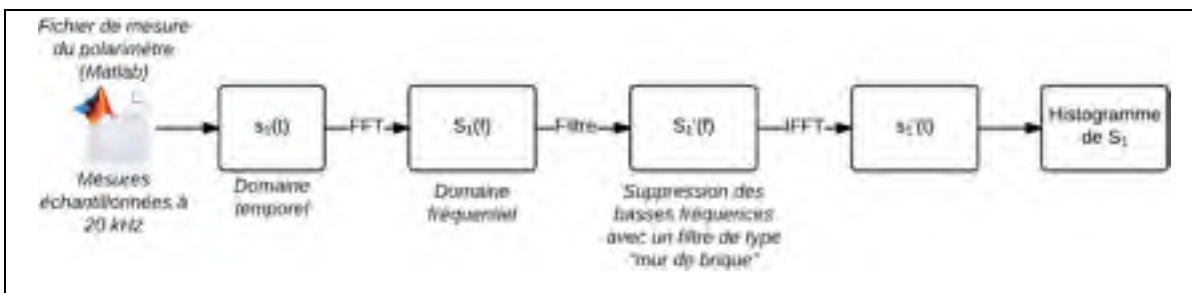 Fichier de mesure
du polarimètre
(Matlab)
s₁(t)
FFT
S₁(f)
Filtre
S₁'(f)
IFFT
s₁'(t)
Histogramme
de S₁
Mesures
échantillonnées à
20 kHz
Domaine
temporel
Domaine
fréquentiel
Suppression des
basses fréquences
avec un filtre de type
"mur de brique"